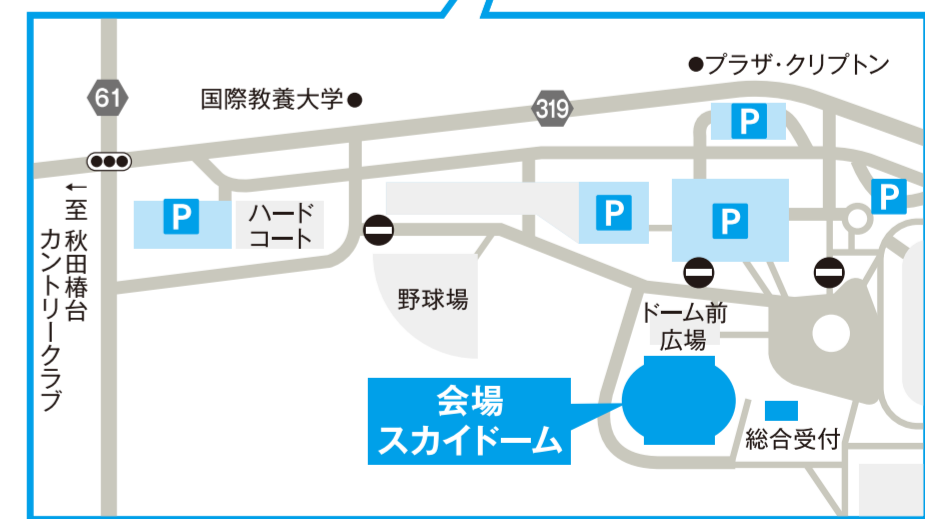 プラザ・クリプトン
61
国際教養大学
319
P
P
P
P
P
ハード
コート
←至 秋田椿台
カントリークラブ
野球場
ドーム前
広場
会場
スカイドーム
総合受付